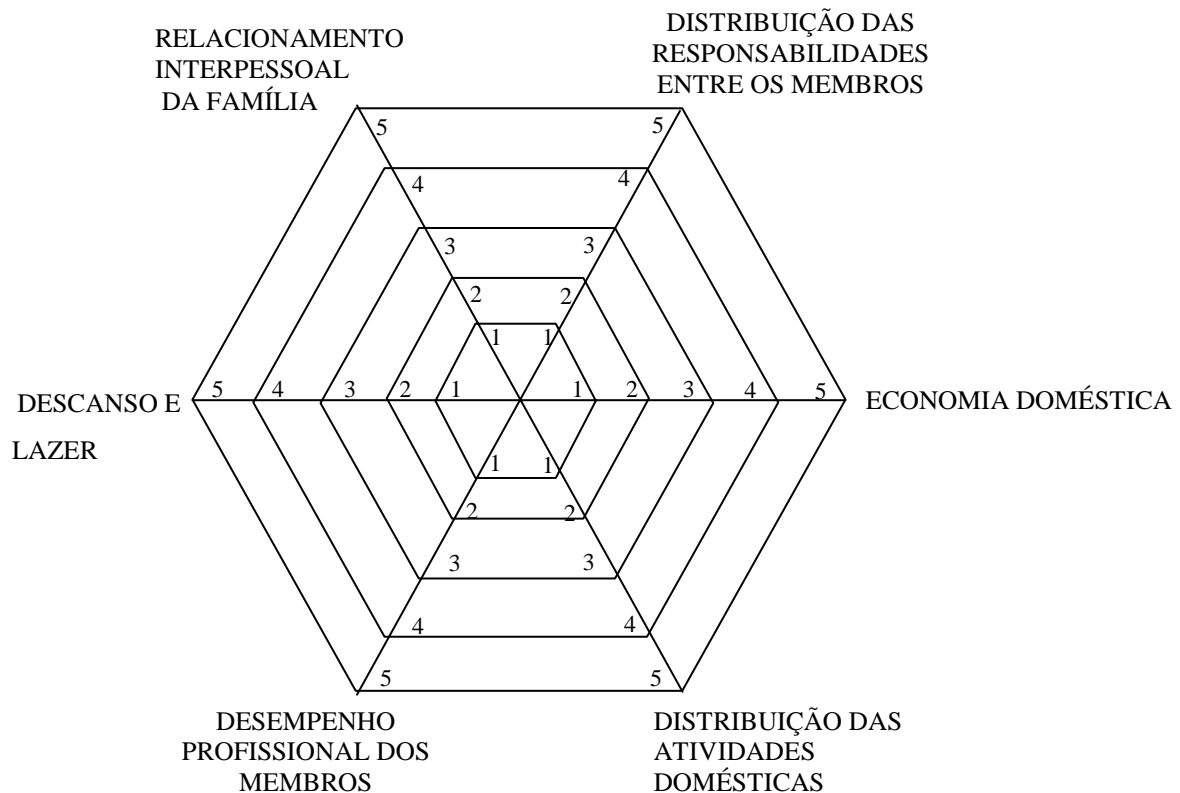 RELACIONAMENTO
INTERPESSOAL
DA FAMÍLIA
DISTRIBUIÇÃO DAS
RESPONSABILIDADES
ENTRE OS MEMBROS
5 5
4 4
3 3
2 2
1 1
5 4 3 2 1 1 2 3 4 5
DESCANSO E
LAZER
ECONOMIA DOMÉSTICA
1 1
2 2
3 3
4 4
5 5
DESEMPENHO
PROFISSIONAL DOS
MEMBROS
DISTRIBUIÇÃO DAS
ATIVIDADES
DOMÉSTICAS